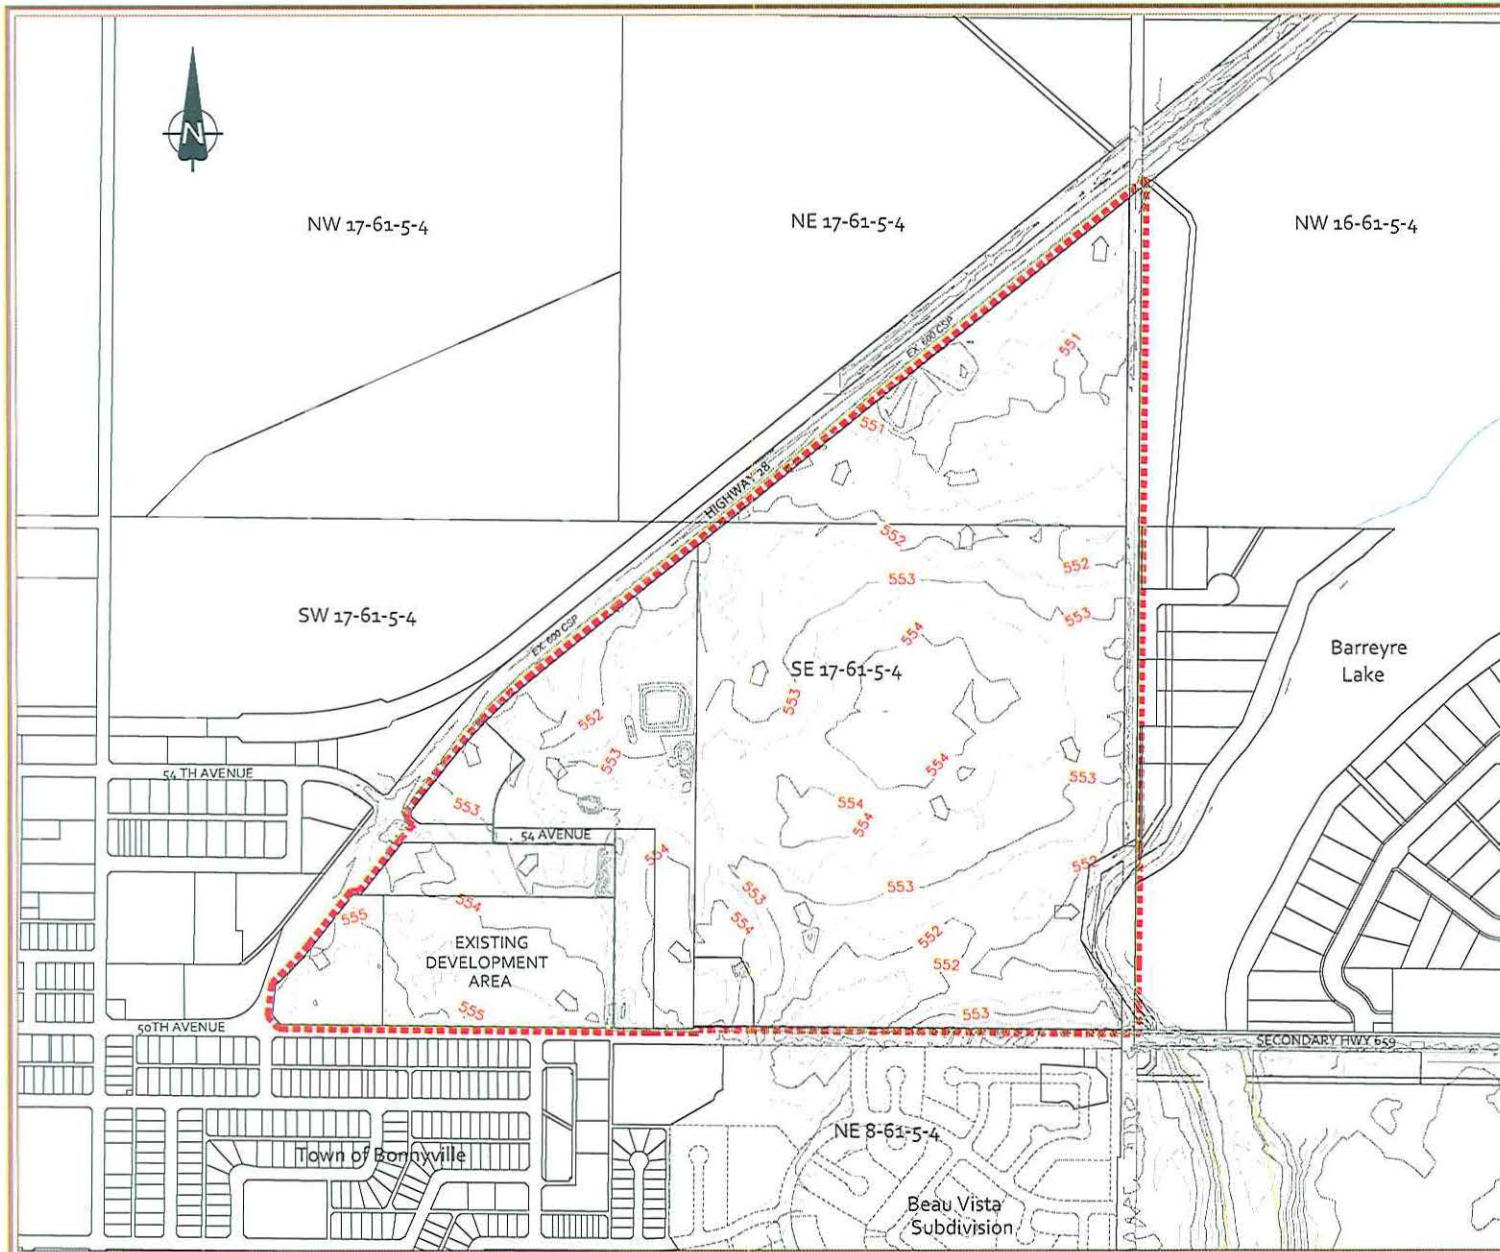 N
NW 17-61-5-4
NE 17-61-5-4
NW 16-61-5-4
EX. 600 CSP
551
551
HIGHWAY 28
552
552
553
553
SW 17-61-5-4
EX. 600 CSP
554
SE 17-61-5-4
Barreyre
Lake
553
552
553
554
553
54 TH AVENUE
553
554
554
54 AVENUE
554
552
553
553
554
555
554
552
552
EXISTING
DEVELOPMENT
AREA
555
553
50TH AVENUE
SECONDARY HWY 659
NE 8-61-5-4
Town of Bonnyville
Beau Vista
Subdivision